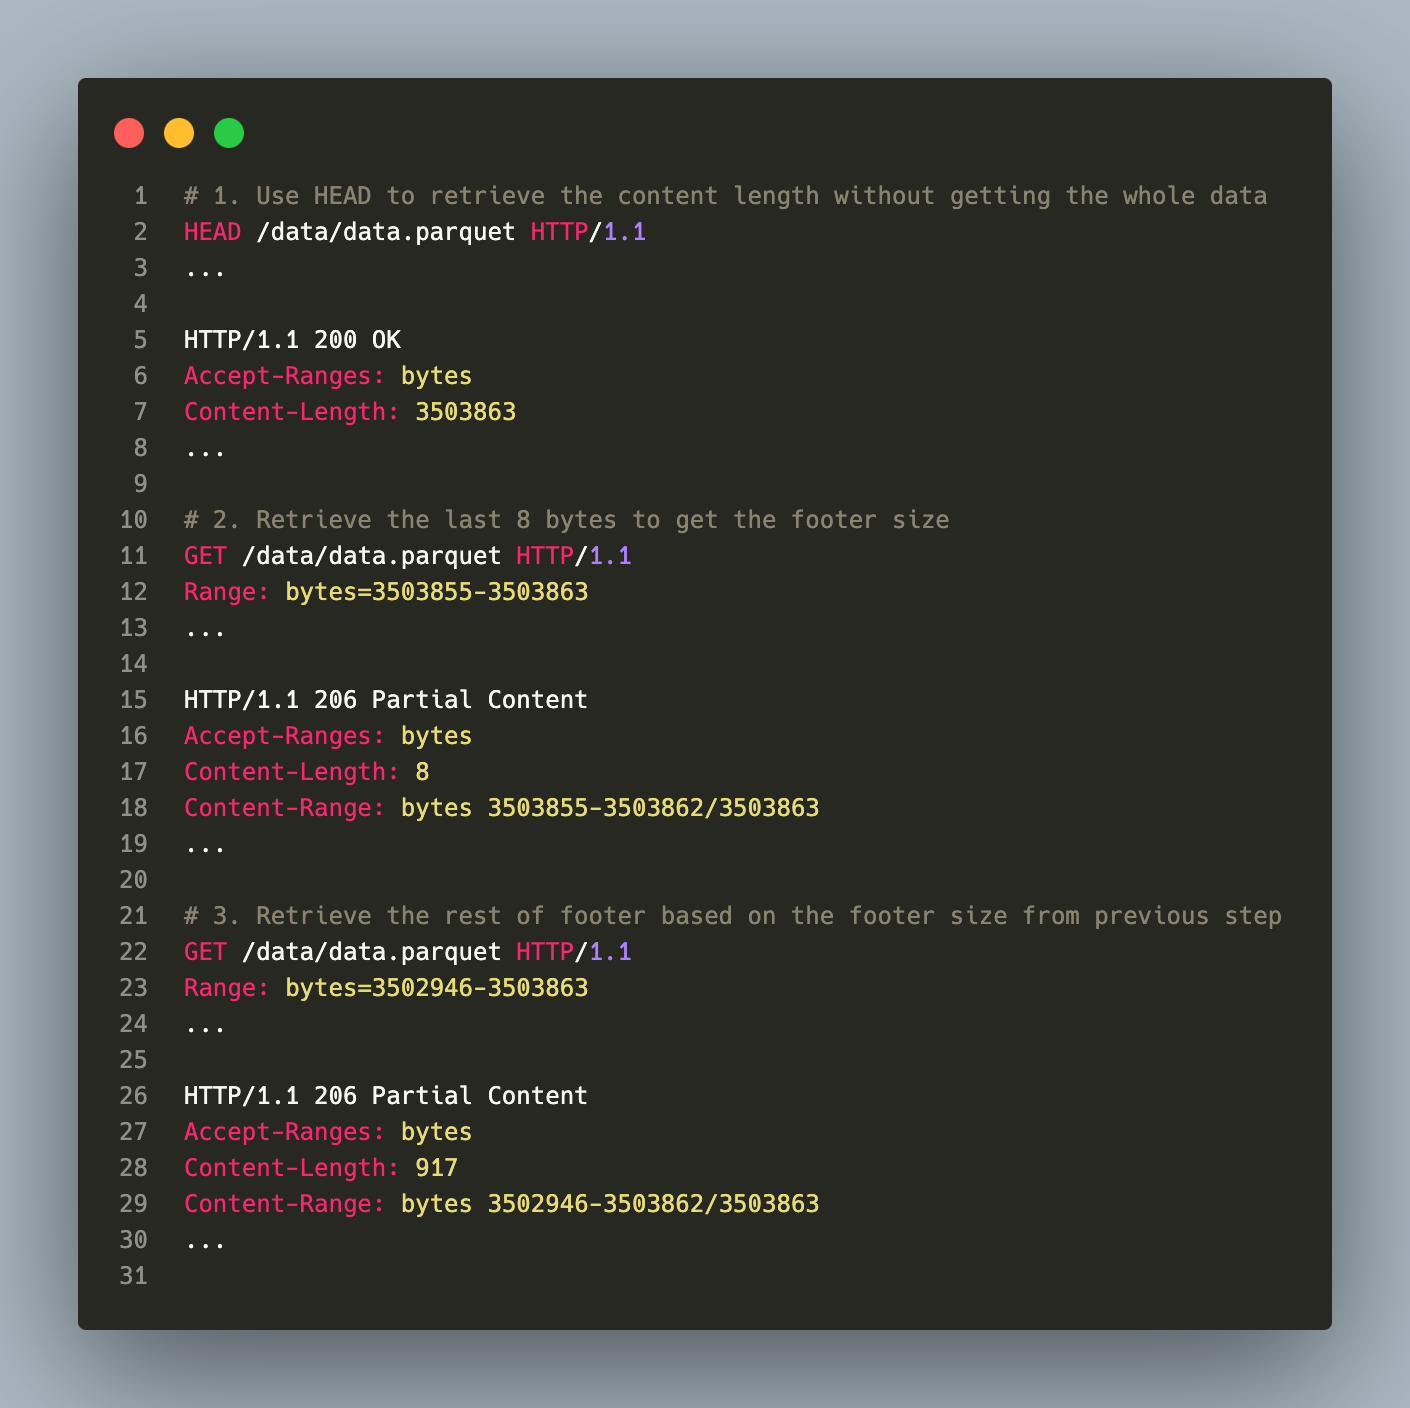 1 # 1. Use HEAD to retrieve the content length without getting the whole data
2 HEAD /data/data.parquet HTTP/1.1
3 ...
4
5 HTTP/1.1 200 OK
6 Accept-Ranges: bytes
7 Content-Length: 3503863
8 ...
9
10 # 2. Retrieve the last 8 bytes to get the footer size
11 GET /data/data.parquet HTTP/1.1
12 Range: bytes=3503855-3503863
13 ...
14
15 HTTP/1.1 206 Partial Content
16 Accept-Ranges: bytes
17 Content-Length: 8
18 Content-Range: bytes 3503855-3503862/3503863
19 ...
20
21 # 3. Retrieve the rest of footer based on the footer size from previous step
22 GET /data/data.parquet HTTP/1.1
23 Range: bytes=3502946-3503863
24 ...
25
26 HTTP/1.1 206 Partial Content
27 Accept-Ranges: bytes
28 Content-Length: 917
29 Content-Range: bytes 3502946-3503862/3503863
30 ...
31